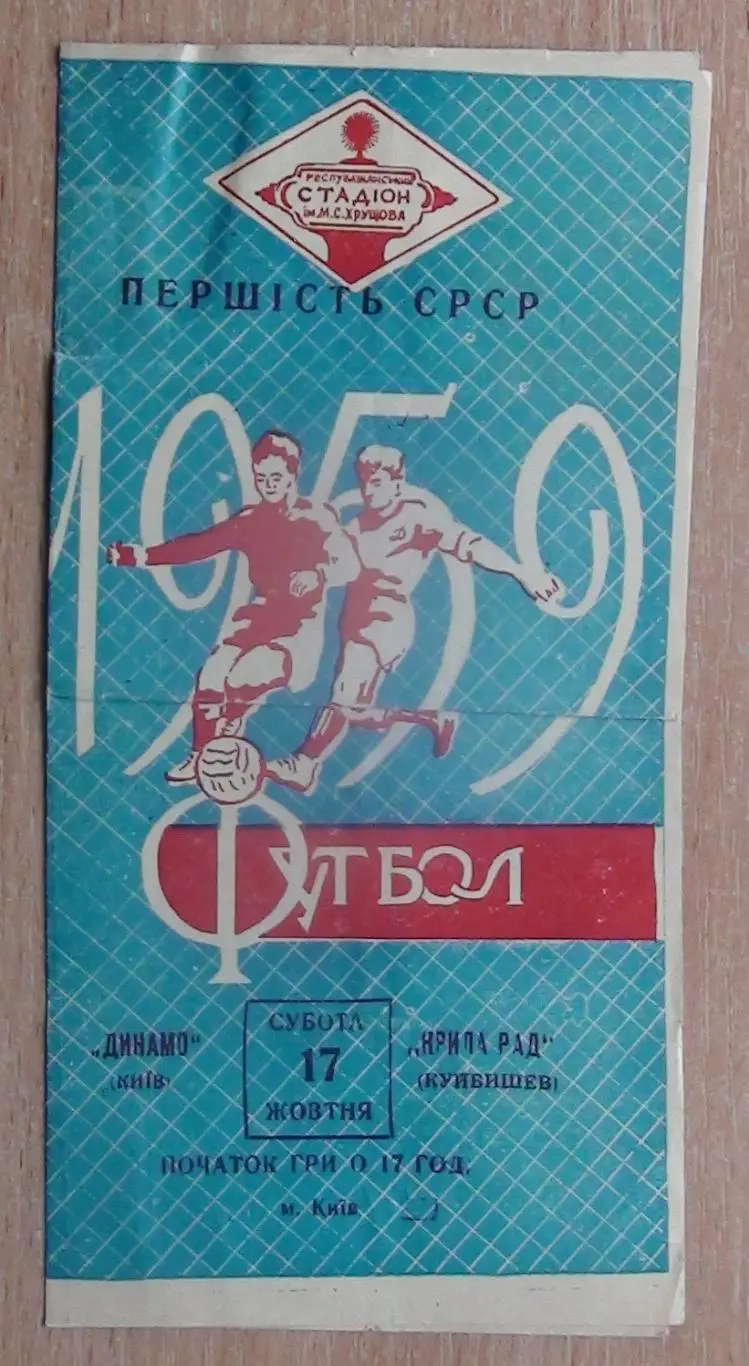 РЕСПУБЛІКАНСЬКИЙ
СТАДІОН
ім. М.С. ХРУЩОВА
ПЕРШІСТЬ СРСР
1959
ФУТБОЛ
„ДИНАМО“
(КИЇВ)
СУБОТА
17
ЖОВТНЯ
„КРИЛА РАД“
(КУЙБИШЕВ)
ПОЧАТОК ГРИ О 17 ГОД.
м. Київ